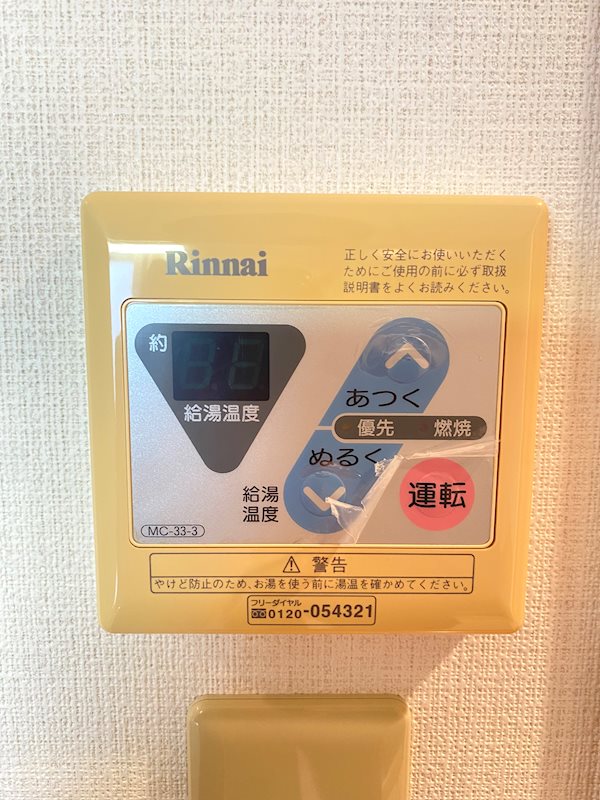 Rinnai
正しく安全にお使いいただく
ためにご使用の前に必ず取扱
説明書をよくお読みください。
約
給湯温度
あつく
優先 燃焼
ぬるく
給湯
温度
運転
MC-33-3
⚠ 警告
やけど防止のため、お湯を使う前に湯温を確かめてください。
フリーダイヤル
0120-054321